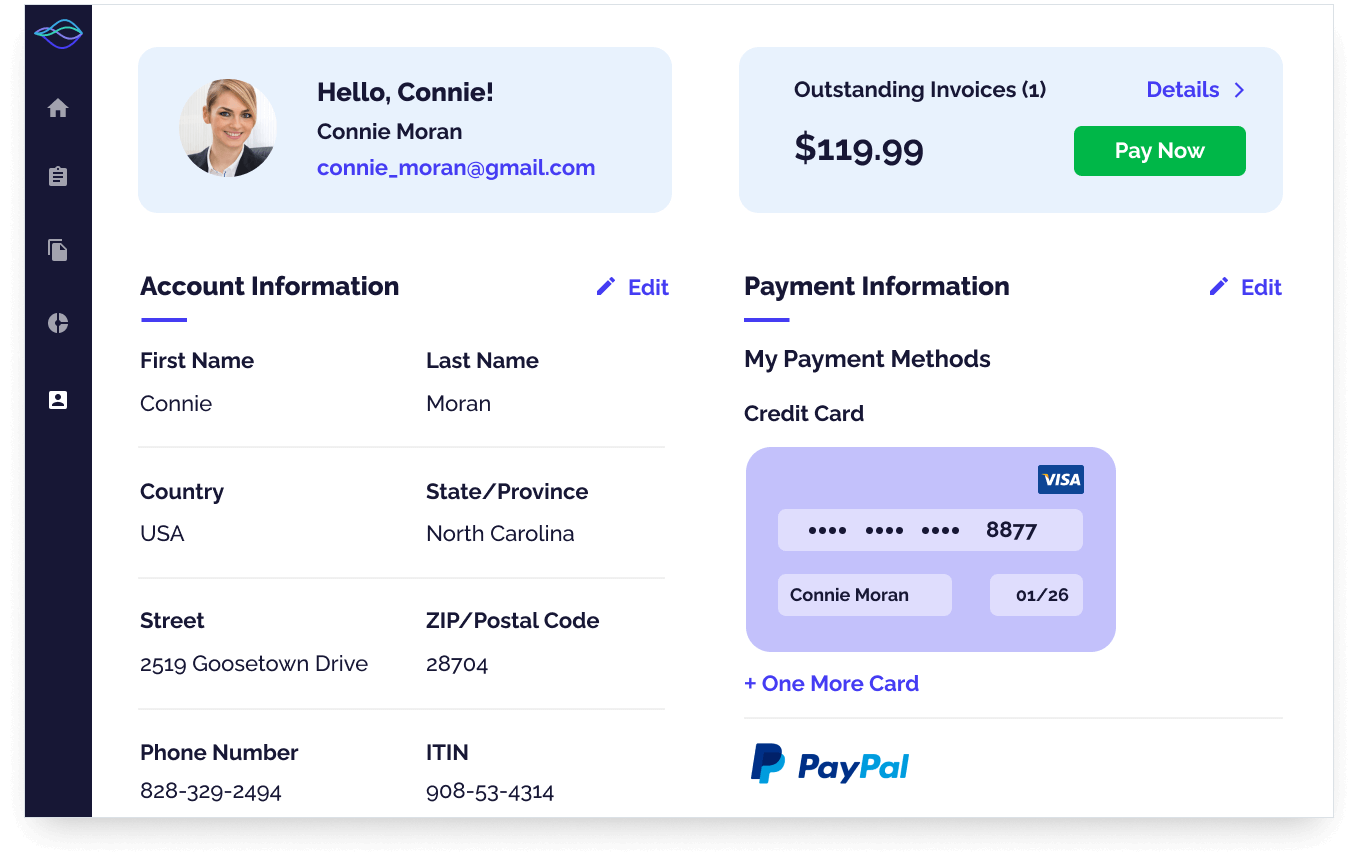 Hello, Connie!
Connie Moran
connie_moran@gmail.com
Outstanding Invoices (1)
Details
$119.99
Pay Now
Account Information
Edit
First Name
Last Name
Connie
Moran
Country
State/Province
USA
North Carolina
Street
ZIP/Postal Code
2519 Goosetown Drive
28704
Phone Number
ITIN
828-329-2494
908-53-4314
Payment Information
Edit
My Payment Methods
Credit Card
VISA
•••• •••• •••• 8877
Connie Moran
01/26
+ One More Card
PayPal